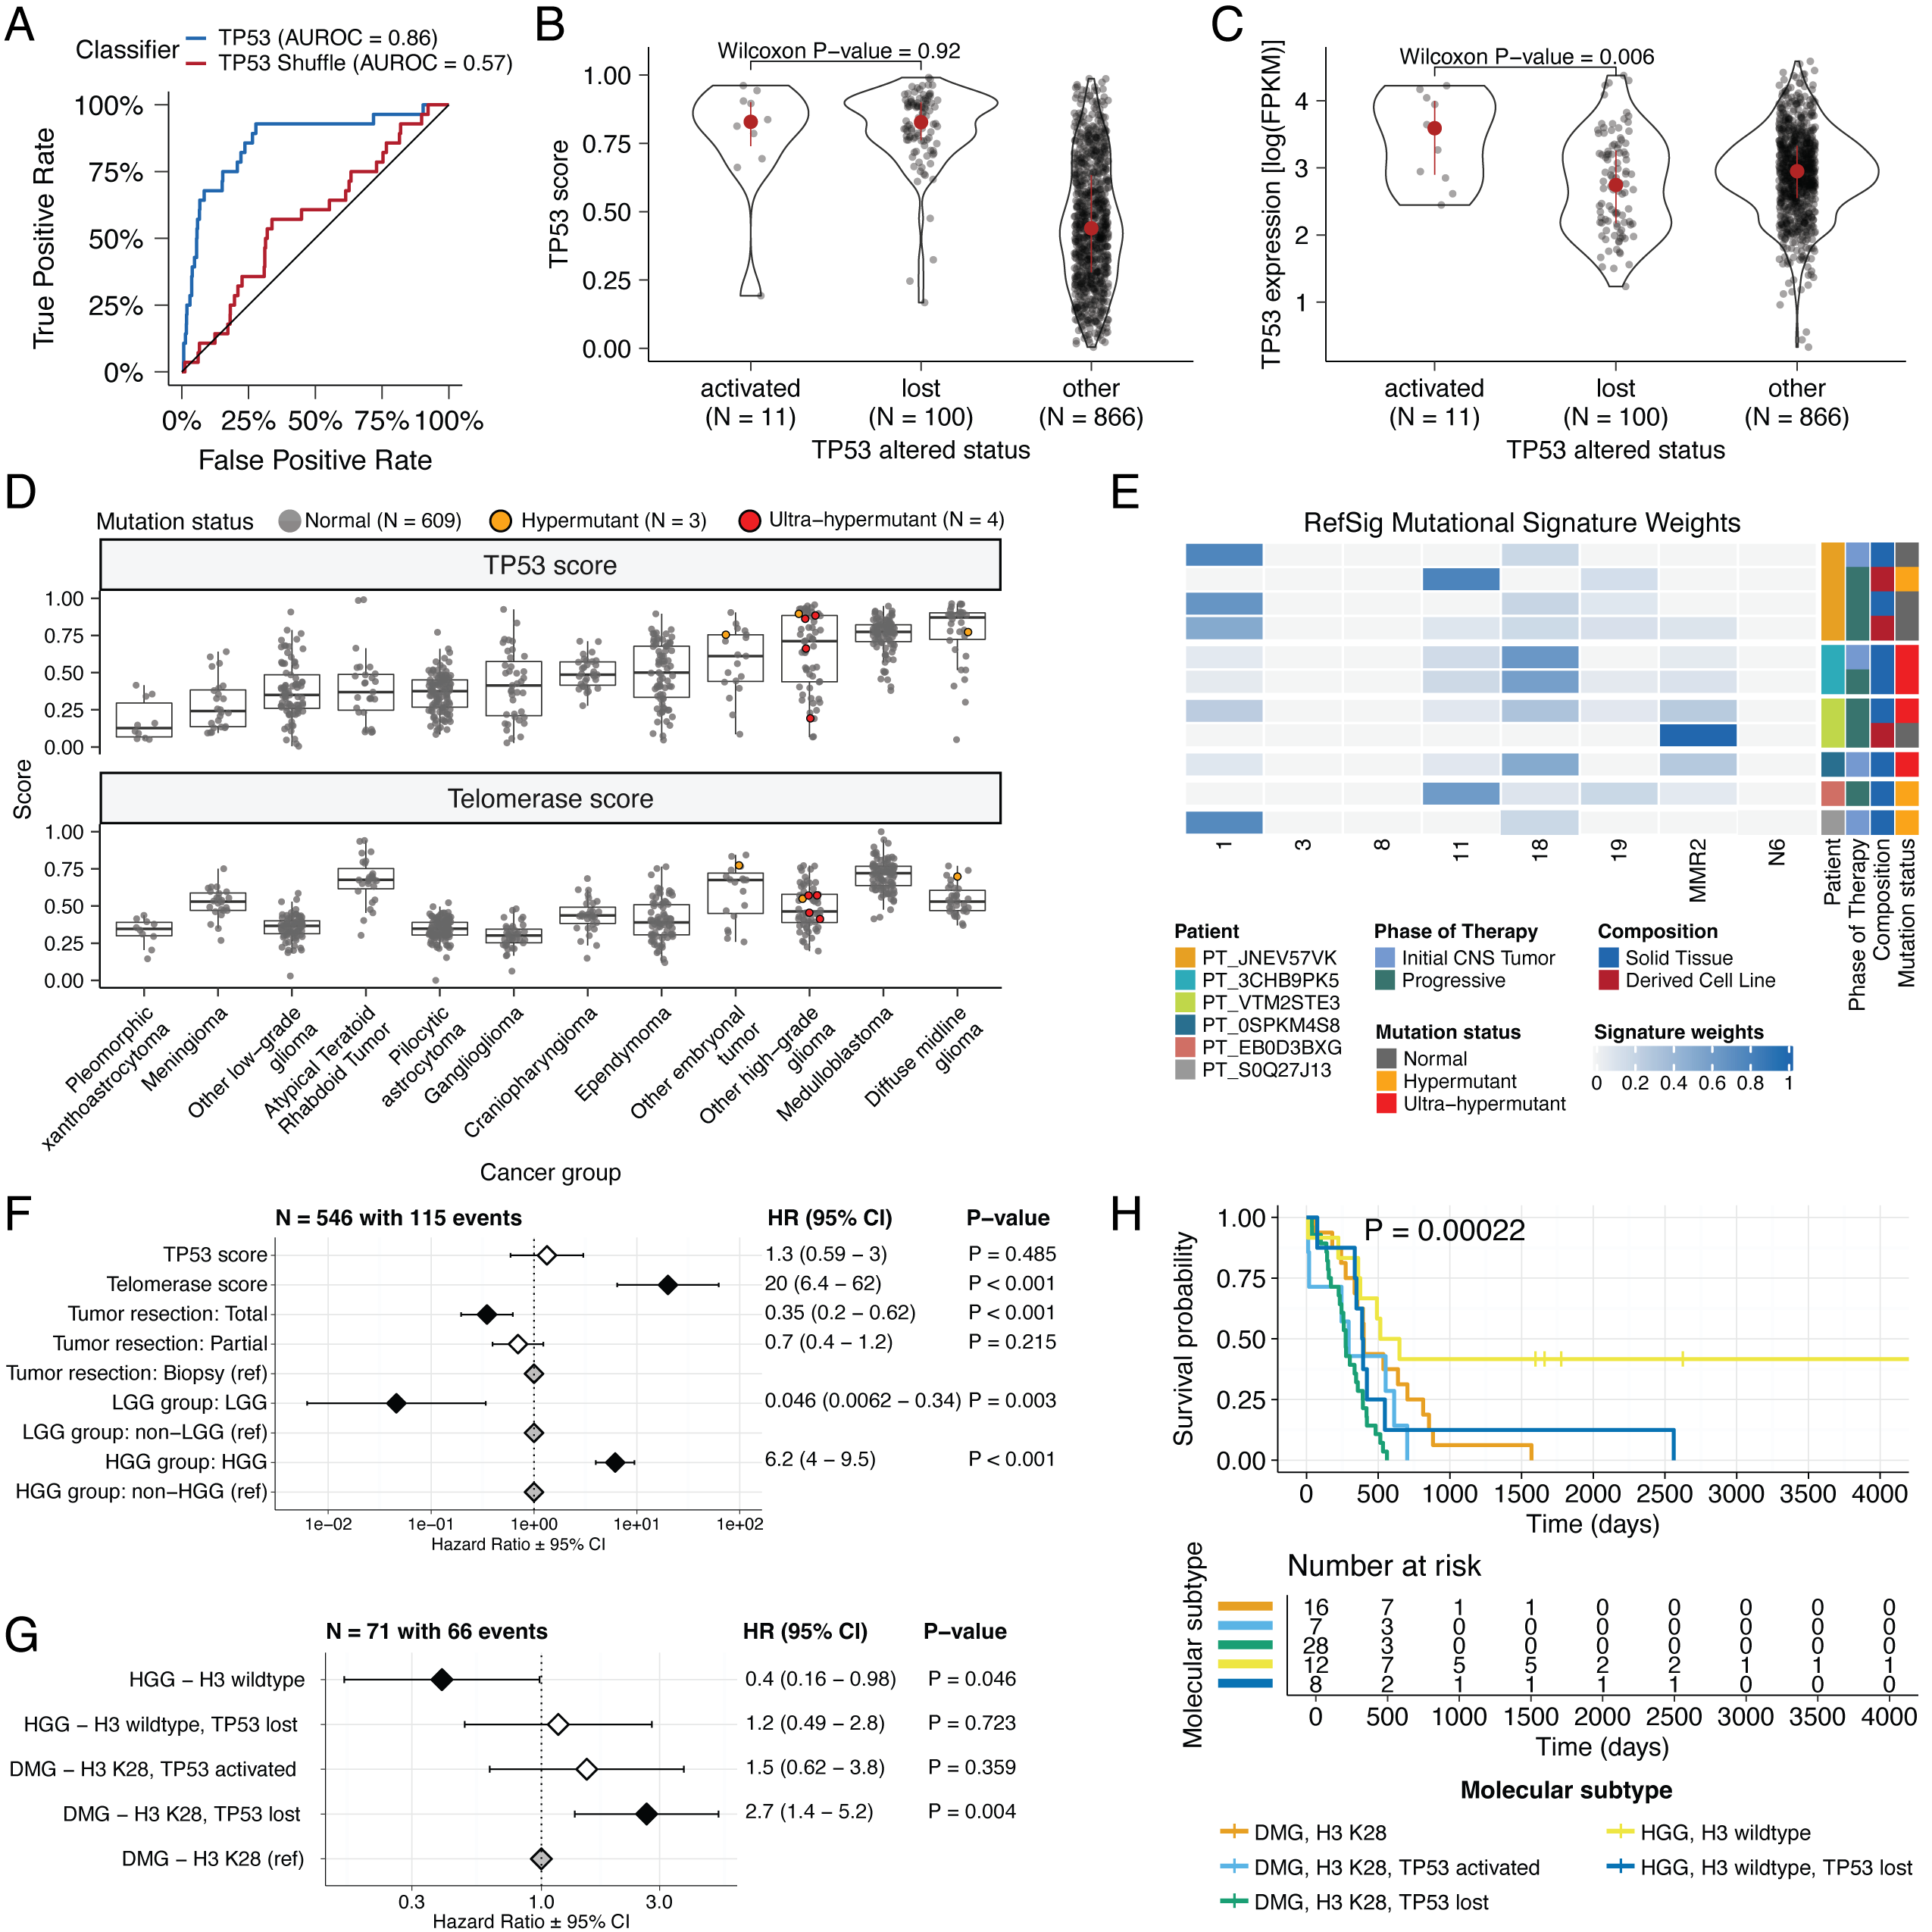 A
Classifier
TP53 (AUROC = 0.86)
TP53 Shuffle (AUROC = 0.57)
True Positive Rate
100%
75%
50%
25%
0%
0% 25% 50% 75% 100%
False Positive Rate
B
Wilcoxon P−value = 0.92
TP53 score
1.00
0.75
0.50
0.25
0.00
activated (N = 11)
lost (N = 100)
other (N = 866)
TP53 altered status
C
Wilcoxon P−value = 0.006
TP53 expression [log(FPKM)]
4
3
2
1
activated (N = 11)
lost (N = 100)
other (N = 866)
TP53 altered status
D
Mutation status Normal (N = 609) Hypermutant (N = 3) Ultra−hypermutant (N = 4)
TP53 score
1.00
0.75
0.50
0.25
0.00
Score
Telomerase score
1.00
0.75
0.50
0.25
0.00
Pleomorphic xanthoastrocytoma
Meningioma
Other low−grade glioma
Atypical Teratoid Rhabdoid Tumor
Pilocytic astrocytoma
Ganglioglioma
Craniopharyngioma
Ependymoma
Other embryonal tumor
Other high−grade glioma
Medulloblastoma
Diffuse midline glioma
Cancer group
E
RefSig Mutational Signature Weights
1 3 8 11 18 19 MMR2 N6
Patient
Phase of Therapy
Composition
Mutation status
Patient
PT_JNEV57VK
PT_3CHB9PK5
PT_VTM2STE3
PT_0SPKM4S8
PT_EB0D3BXG
PT_S0Q27J13
Phase of Therapy
Initial CNS Tumor
Progressive
Composition
Solid Tissue
Derived Cell Line
Mutation status
Normal
Hypermutant
Ultra−hypermutant
Signature weights
0 0.2 0.4 0.6 0.8 1
F
N = 546 with 115 events HR (95% CI) P−value
TP53 score 1.3 (0.59 − 3) P = 0.485
Telomerase score 20 (6.4 − 62) P < 0.001
Tumor resection: Total 0.35 (0.2 − 0.62) P < 0.001
Tumor resection: Partial 0.7 (0.4 − 1.2) P = 0.215
Tumor resection: Biopsy (ref)
LGG group: LGG 0.046 (0.0062 − 0.34) P = 0.003
LGG group: non−LGG (ref)
HGG group: HGG 6.2 (4 − 9.5) P < 0.001
HGG group: non−HGG (ref)
1e−02 1e−01 1e+00 1e+01 1e+02
Hazard Ratio ± 95% CI
G
N = 71 with 66 events HR (95% CI) P−value
HGG − H3 wildtype 0.4 (0.16 − 0.98) P = 0.046
HGG − H3 wildtype, TP53 lost 1.2 (0.49 − 2.8) P = 0.723
DMG − H3 K28, TP53 activated 1.5 (0.62 − 3.8) P = 0.359
DMG − H3 K28, TP53 lost 2.7 (1.4 − 5.2) P = 0.004
DMG − H3 K28 (ref)
0.3 1.0 3.0
Hazard Ratio ± 95% CI
H
P = 0.00022
Survival probability
1.00
0.75
0.50
0.25
0.00
0 500 1000 1500 2000 2500 3000 3500 4000
Time (days)
Number at risk
Molecular subtype
16 7 1 1 0 0 0 0 0
7 3 0 0 0 0 0 0 0
28 3 0 0 0 0 0 0 0
12 7 5 5 2 2 1 1 1
8 2 1 1 1 1 0 0 0
0 500 1000 1500 2000 2500 3000 3500 4000
Time (days)
Molecular subtype
DMG, H3 K28
DMG, H3 K28, TP53 activated
DMG, H3 K28, TP53 lost
HGG, H3 wildtype
HGG, H3 wildtype, TP53 lost